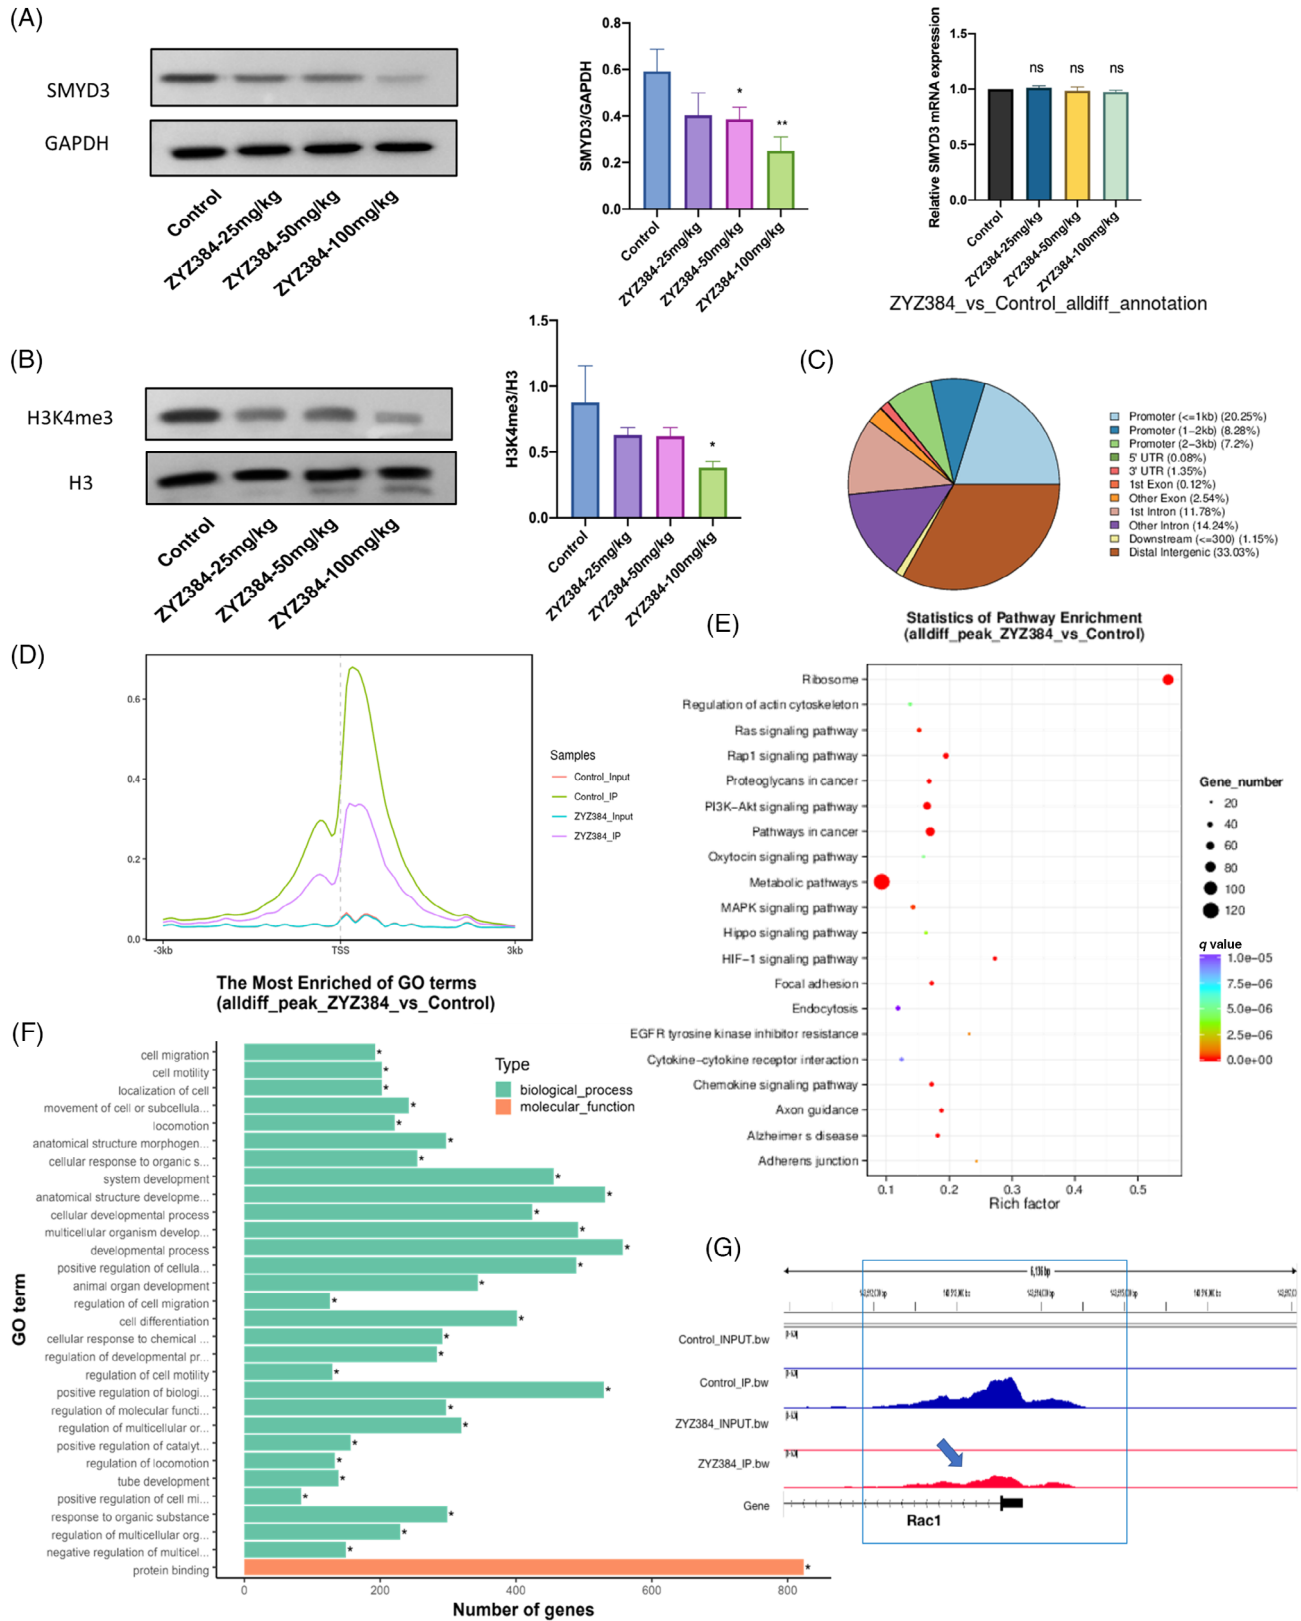 (A)
SMYD3
GAPDH
Control
ZYZ384-25mg/kg
ZYZ384-50mg/kg
ZYZ384-100mg/kg
SMYD3/GAPDH
0.8
0.6
0.4
0.2
0.0
*
**
Control
ZYZ384-25mg/kg
ZYZ384-50mg/kg
ZYZ384-100mg/kg
Relative SMYD3 mRNA expression
1.5
1.0
0.5
0.0
ns
ns
ns
Control
ZYZ384-25mg/kg
ZYZ384-50mg/kg
ZYZ384-100mg/kg
(B)
H3K4me3
H3
Control
ZYZ384-25mg/kg
ZYZ384-50mg/kg
ZYZ384-100mg/kg
H3K4me3/H3
1.5
1.0
0.5
0.0
*
Control
ZYZ384-25mg/kg
ZYZ384-50mg/kg
ZYZ384-100mg/kg
(C)
ZYZ384_vs_Control_alldiff_annotation
Promoter (<=1kb) (20.25%)
Promoter (1-2kb) (8.28%)
Promoter (2-3kb) (7.2%)
5' UTR (0.08%)
3' UTR (1.35%)
1st Exon (0.12%)
Other Exon (2.54%)
1st Intron (11.78%)
Other Intron (14.24%)
Downstream (<=300) (1.15%)
Distal Intergenic (33.03%)
(D)
0.6
0.4
0.2
0.0
-3kb
TSS
3kb
Samples
Control_Input
Control_IP
ZYZ384_Input
ZYZ384_IP
(E)
Statistics of Pathway Enrichment
(alldiff_peak_ZYZ384_vs_Control)
Ribosome
Regulation of actin cytoskeleton
Ras signaling pathway
Rap1 signaling pathway
Proteoglycans in cancer
PI3K-Akt signaling pathway
Pathways in cancer
Oxytocin signaling pathway
Metabolic pathways
MAPK signaling pathway
Hippo signaling pathway
HIF-1 signaling pathway
Focal adhesion
Endocytosis
EGFR tyrosine kinase inhibitor resistance
Cytokine-cytokine receptor interaction
Chemokine signaling pathway
Axon guidance
Alzheimer s disease
Adherens junction
0.1
0.2
0.3
0.4
0.5
Rich factor
Gene_number
20
40
60
80
100
120
q value
1.0e-05
7.5e-06
5.0e-06
2.5e-06
0.0e+00
(F)
The Most Enriched of GO terms
(alldiff_peak_ZYZ384_vs_Control)
GO term
cell migration *
cell motility *
localization of cell *
movement of cell or subcellula... *
locomotion *
anatomical structure morphogen... *
cellular response to organic s... *
system development *
anatomical structure developme... *
cellular developmental process *
multicellular organism develop... *
developmental process *
positive regulation of cellula... *
animal organ development *
regulation of cell migration *
cell differentiation *
cellular response to chemical ... *
regulation of developmental pr... *
regulation of cell motility *
positive regulation of biologi... *
regulation of molecular functi... *
regulation of multicellular or... *
positive regulation of catalyt... *
regulation of locomotion *
tube development *
positive regulation of cell mi... *
response to organic substance *
regulation of multicellular org... *
negative regulation of multicel... *
protein binding *
0
200
400
600
800
Number of genes
Type
biological_process
molecular_function
(G)
Control_INPUT.bw
Control_IP.bw
ZYZ384_INPUT.bw
ZYZ384_IP.bw
Gene
Rac1